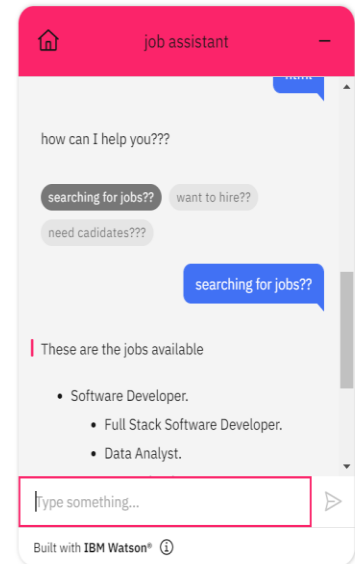 job assistant
how can I help you???
searching for jobs??
want to hire??
need cadidates???
searching for jobs??
These are the jobs available
• Software Developer.
• Full Stack Software Developer.
• Data Analyst.
Type something...
Built with IBM Watson®